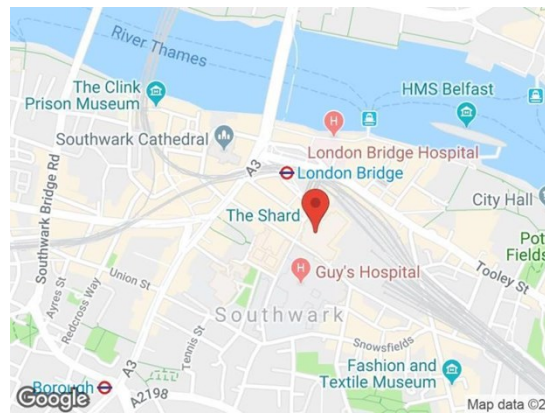 River Thames
The Clink
Prison Museum
HMS Belfast
Southwark Cathedral
A3
H
London Bridge Hospital
London Bridge
Southwark Bridge Rd
The Shard
City Hall
Pot
Fields
Tooley St
Union St
H
Guy's Hospital
Ayres St
Redcross Way
Southwark
Tennis St
Snowsfields
A3
Fashion and
Textile Museum
Borough
A2198
Google
Map data ©2